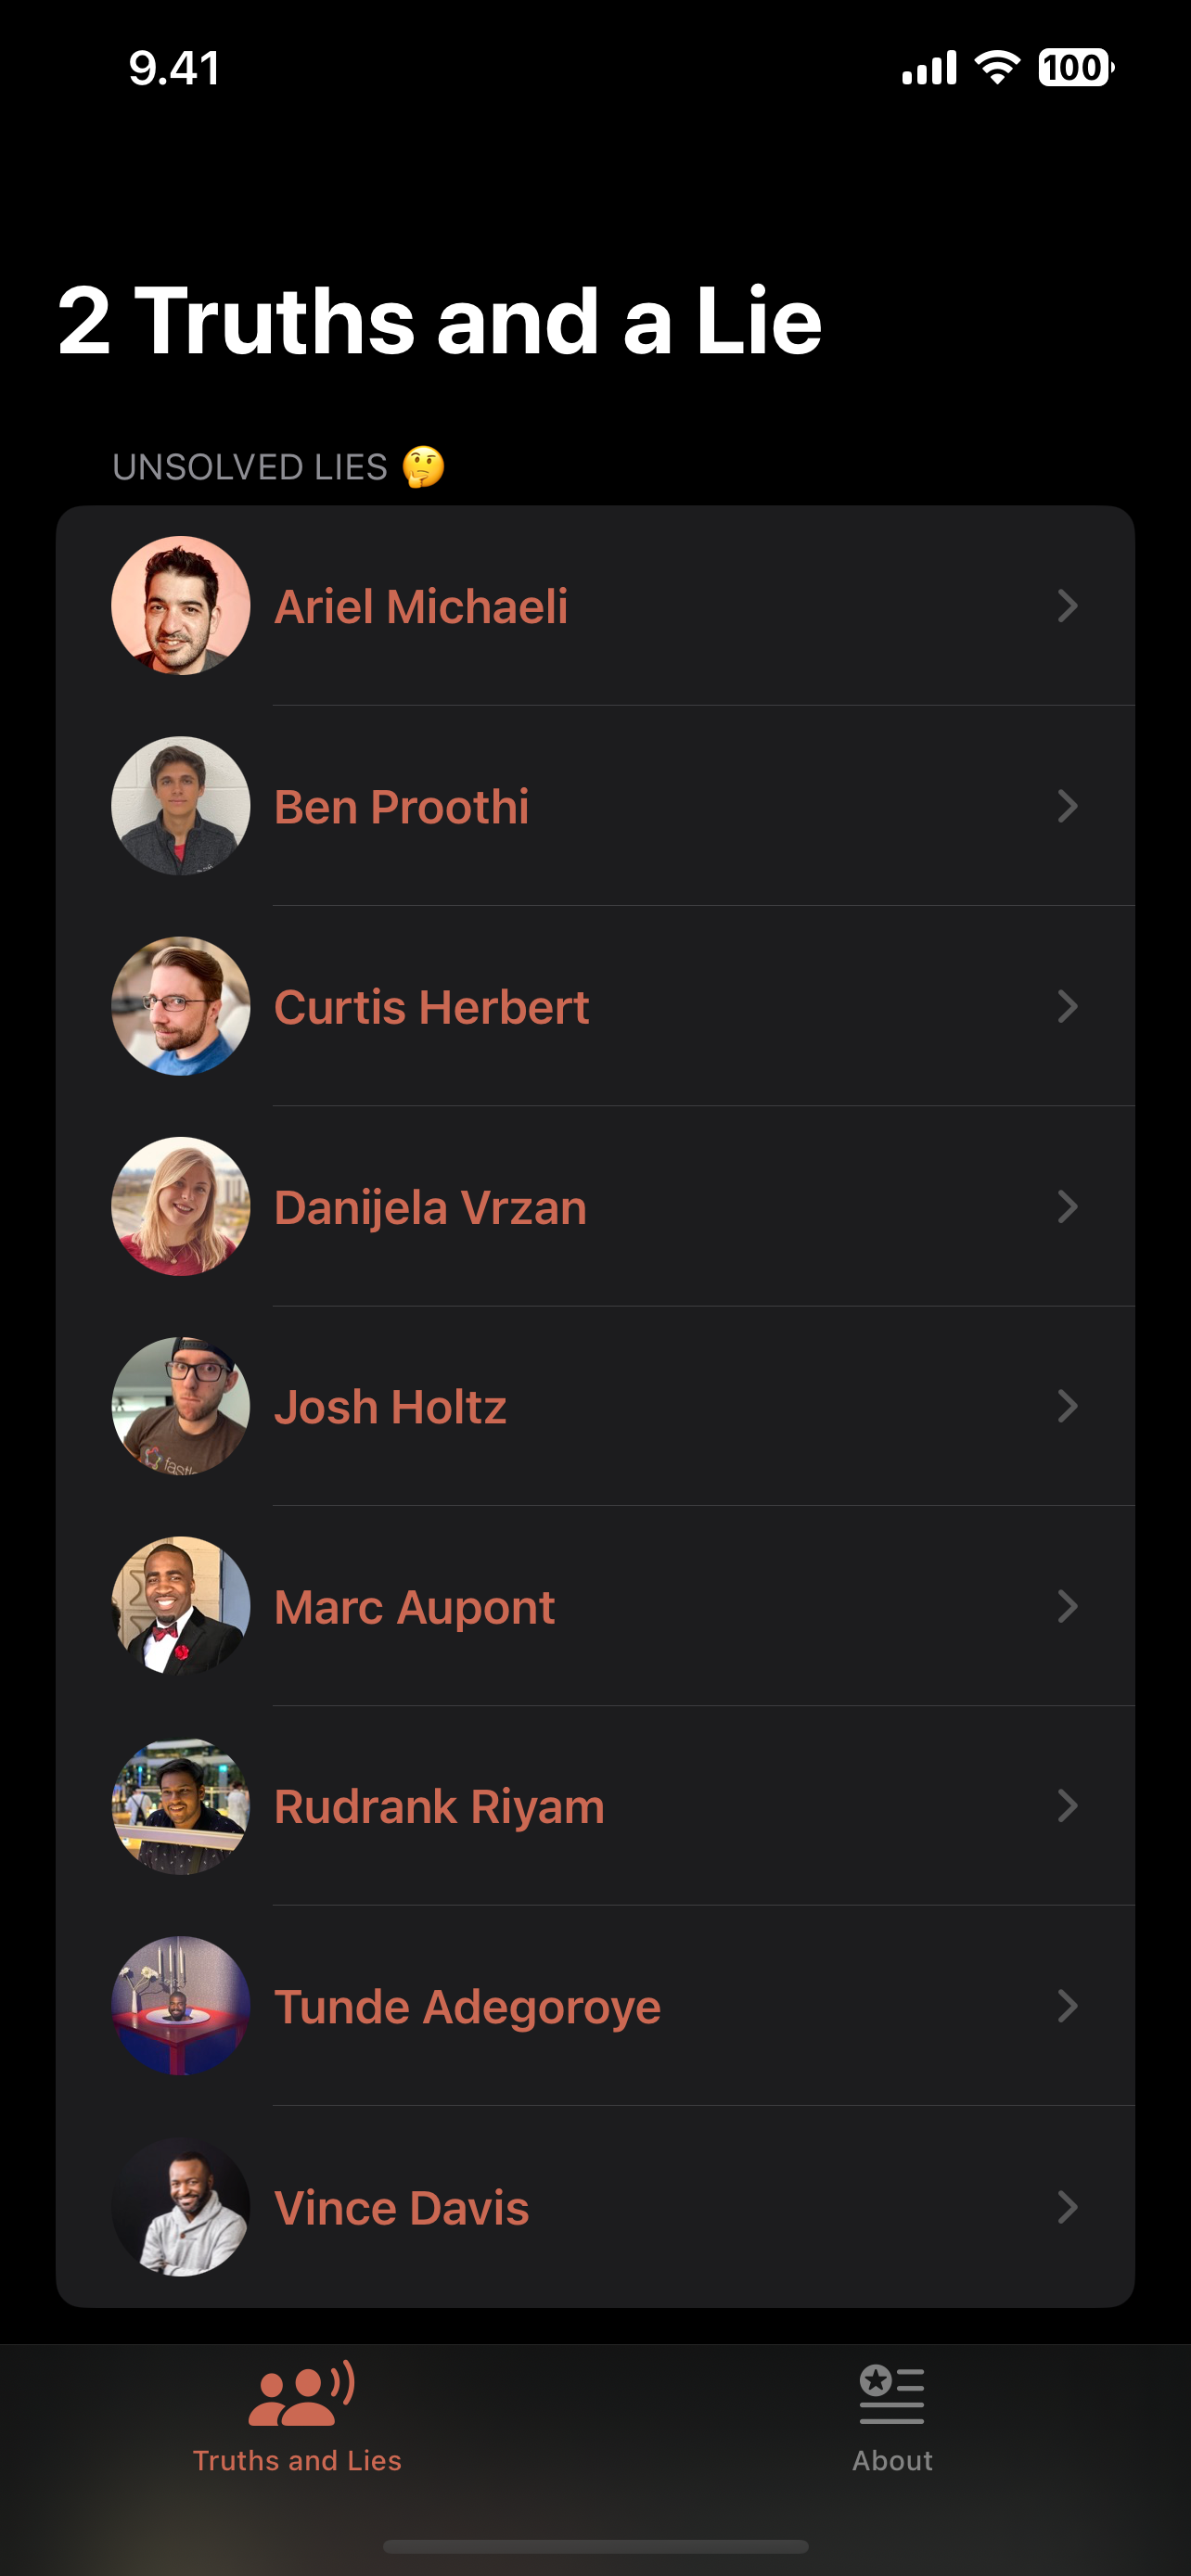 9.41
100
2 Truths and a Lie
UNSOLVED LIES 🤔
Ariel Michaeli
Ben Proothi
Curtis Herbert
Danijela Vrzan
Josh Holtz
Marc Aupont
Rudrank Riyam
Tunde Adegoroye
Vince Davis
Truths and Lies
About